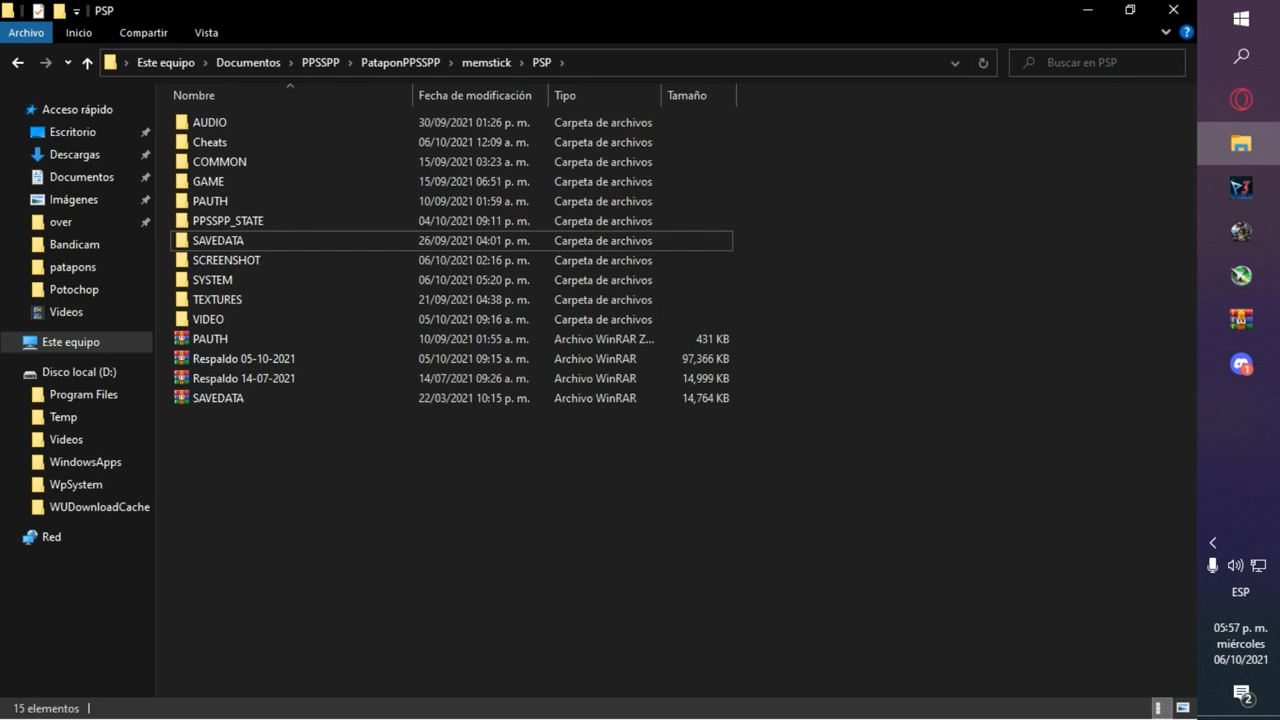 PSP
Archivo Inicio Compartir Vista
Este equipo Documentos PPSSPP PataponPPSSPP memstick PSP
Buscar en PSP
Acceso rápido
Escritorio
Descargas
Documentos
Imágenes
over
Bandicam
patapons
Potochop
Videos
Este equipo
Disco local (D:)
Program Files
Temp
Videos
WindowsApps
WpSystem
WUDownloadCache
Red
Nombre Fecha de modificación Tipo Tamaño
AUDIO 30/09/2021 01:26 p. m. Carpeta de archivos
Cheats 06/10/2021 12:09 a. m. Carpeta de archivos
COMMON 15/09/2021 03:23 a. m. Carpeta de archivos
GAME 15/09/2021 06:51 p. m. Carpeta de archivos
PAUTH 10/09/2021 01:59 a. m. Carpeta de archivos
PPSSPP_STATE 04/10/2021 09:11 p. m. Carpeta de archivos
SAVEDATA 26/09/2021 04:01 p. m. Carpeta de archivos
SCREENSHOT 06/10/2021 02:16 p. m. Carpeta de archivos
SYSTEM 06/10/2021 05:20 p. m. Carpeta de archivos
TEXTURES 21/09/2021 04:38 p. m. Carpeta de archivos
VIDEO 05/10/2021 09:16 a. m. Carpeta de archivos
PAUTH 10/09/2021 01:55 a. m. Archivo WinRAR Z... 431 KB
Respaldo 05-10-2021 05/10/2021 09:15 a. m. Archivo WinRAR 97,366 KB
Respaldo 14-07-2021 14/07/2021 09:26 a. m. Archivo WinRAR 14,999 KB
SAVEDATA 22/03/2021 10:15 p. m. Archivo WinRAR 14,764 KB
15 elementos
ESP
05:57 p. m.
miércoles
06/10/2021
2